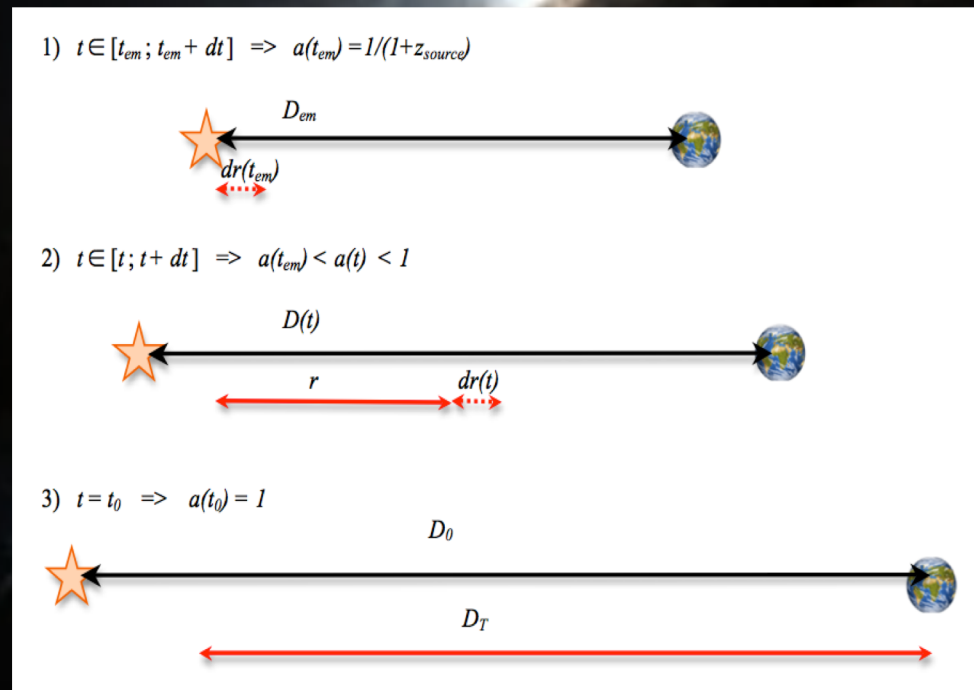 1) t∈[tem; tem+ dt] => a(tem)=1/(1+zsource)
Dem
dr(tem)
2) t∈[t; t+ dt] => a(tem) < a(t) < 1
D(t)
r dr(t)
3) t= t0 => a(t0) = 1
D0
DT